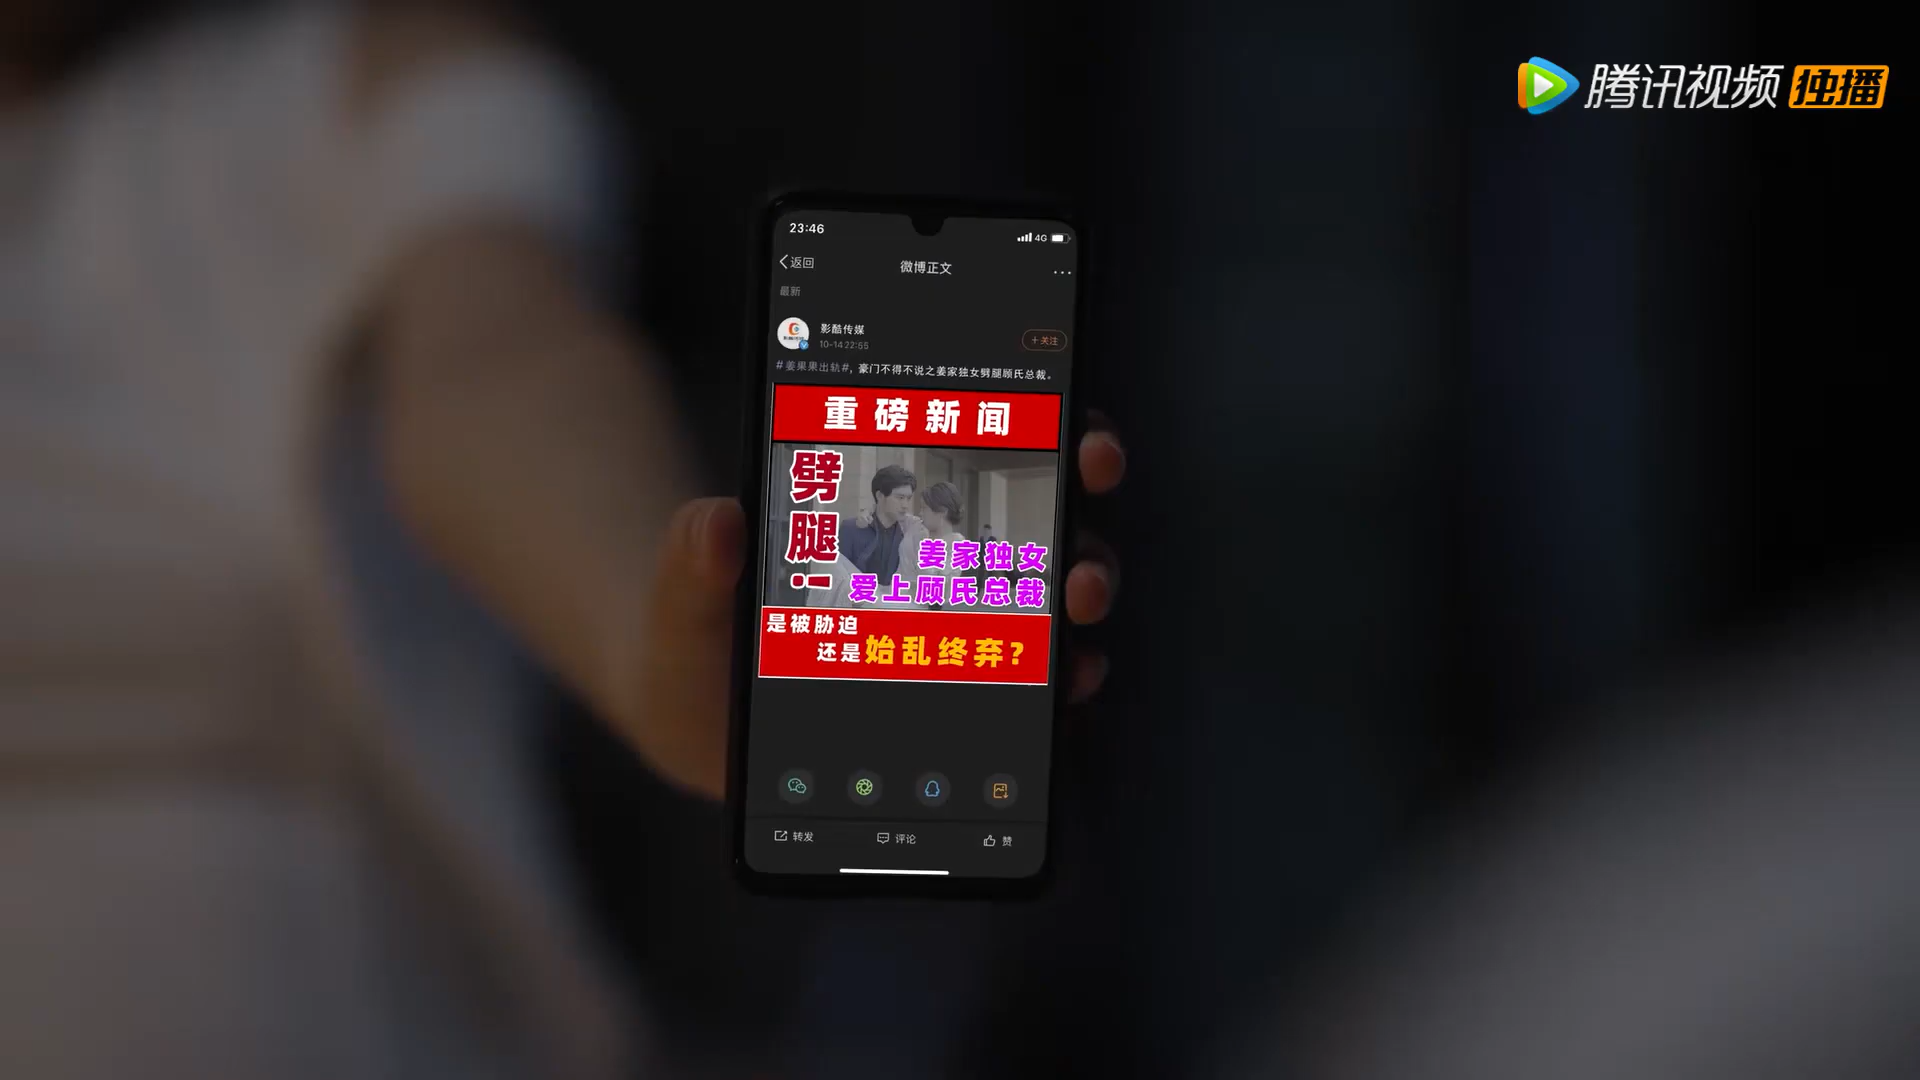 腾讯视频 独播
23:46
4G
返回
微博正文
...
最新
影酷传媒
10-14 22:55
+关注
#姜果果出轨#，豪门不得不说之姜家独女劈腿顾氏总裁。
重磅新闻
劈腿!
姜家独女
爱上顾氏总裁
是被胁迫
还是始乱终弃?
转发
评论
赞